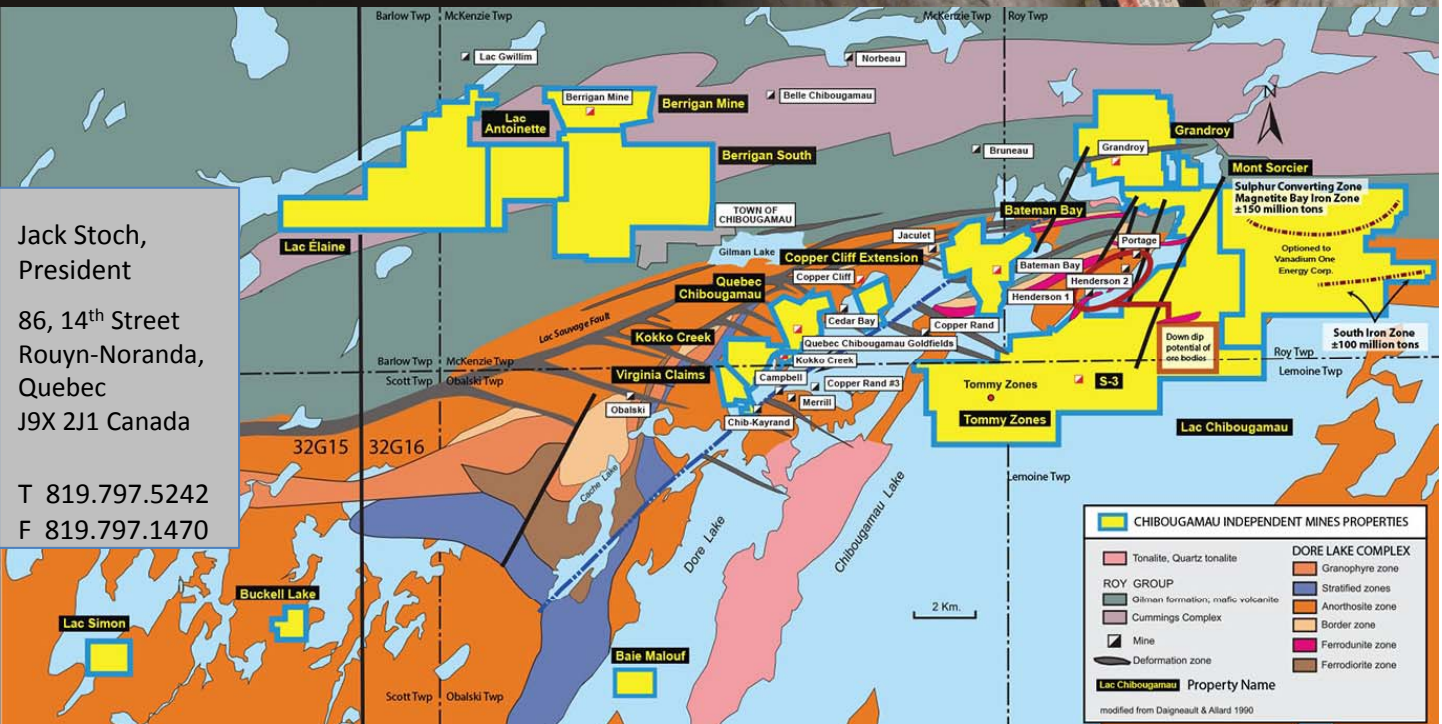 Barlow Twp
McKenzie Twp
McKenzie Twp
Roy Twp
Lac Gwillim
Norbeau
Berrigan Mine
Berrigan Mine
Belle Chibougamau
Lac
Antoinette
N
Grandroy
Grandroy
Berrigan South
Bruneau
Mont Sorcier
Sulphur Converting Zone
Magnetite Bay Iron Zone
±150 million tons
Jack Stoch,
President
86, 14th Street
Rouyn-Noranda,
Quebec
J9X 2J1 Canada
T 819.797.5242
F 819.797.1470
TOWN OF
CHIBOUGAMAU
Bateman Bay
Lac Élaine
Jaculet
Portage
Optioned to
Vanadium One
Energy Corp.
Gilman Lake
Copper Cliff Extension
Bateman Bay
Copper Cliff
Henderson 2
Quebec
Chibougamau
Henderson 1
Lac Sauvage Fault
Cedar Bay
Copper Rand
South Iron Zone
±100 million tons
Kokko Creek
Quebec Chibougamau Goldfields
Down dip
potential of
ore bodies
Barlow Twp
McKenzie Twp
Kokko Creek
Roy Twp
Lemoine Twp
Scott Twp
Obalski Twp
Virginia Claims
Campbell
Copper Rand #3
Tommy Zones
S-3
Merrill
Obalski
Chib-Kayrand
Tommy Zones
Lac Chibougamau
32G15
32G16
Cache Lake
Lemoine Twp
Dore Lake
Chibougamau Lake
CHIBOUGAMAU INDEPENDENT MINES PROPERTIES
Tonalite, Quartz tonalite
ROY GROUP
Gilman formation, mafic volcanite
Cummings Complex
Mine
Deformation zone
Lac Chibougamau Property Name
modified from Daigneault & Allard 1990
DORE LAKE COMPLEX
Granophyre zone
Stratified zones
Anorthosite zone
Border zone
Ferrodunite zone
Ferrodiorite zone
2 Km.
Buckell Lake
Lac Simon
Baie Malouf
Scott Twp
Obalski Twp